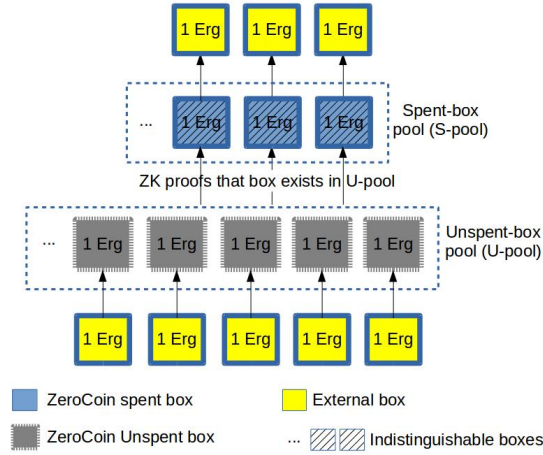 1 Erg 1 Erg 1 Erg
... 1 Erg 1 Erg 1 Erg
Spent-box
pool (S-pool)
ZK proofs that box exists in U-pool
... 1 Erg 1 Erg 1 Erg 1 Erg 1 Erg
Unspent-box
pool (U-pool)
1 Erg 1 Erg 1 Erg 1 Erg 1 Erg
ZeroCoin spent box
External box
ZeroCoin Unspent box
... Indistinguishable boxes